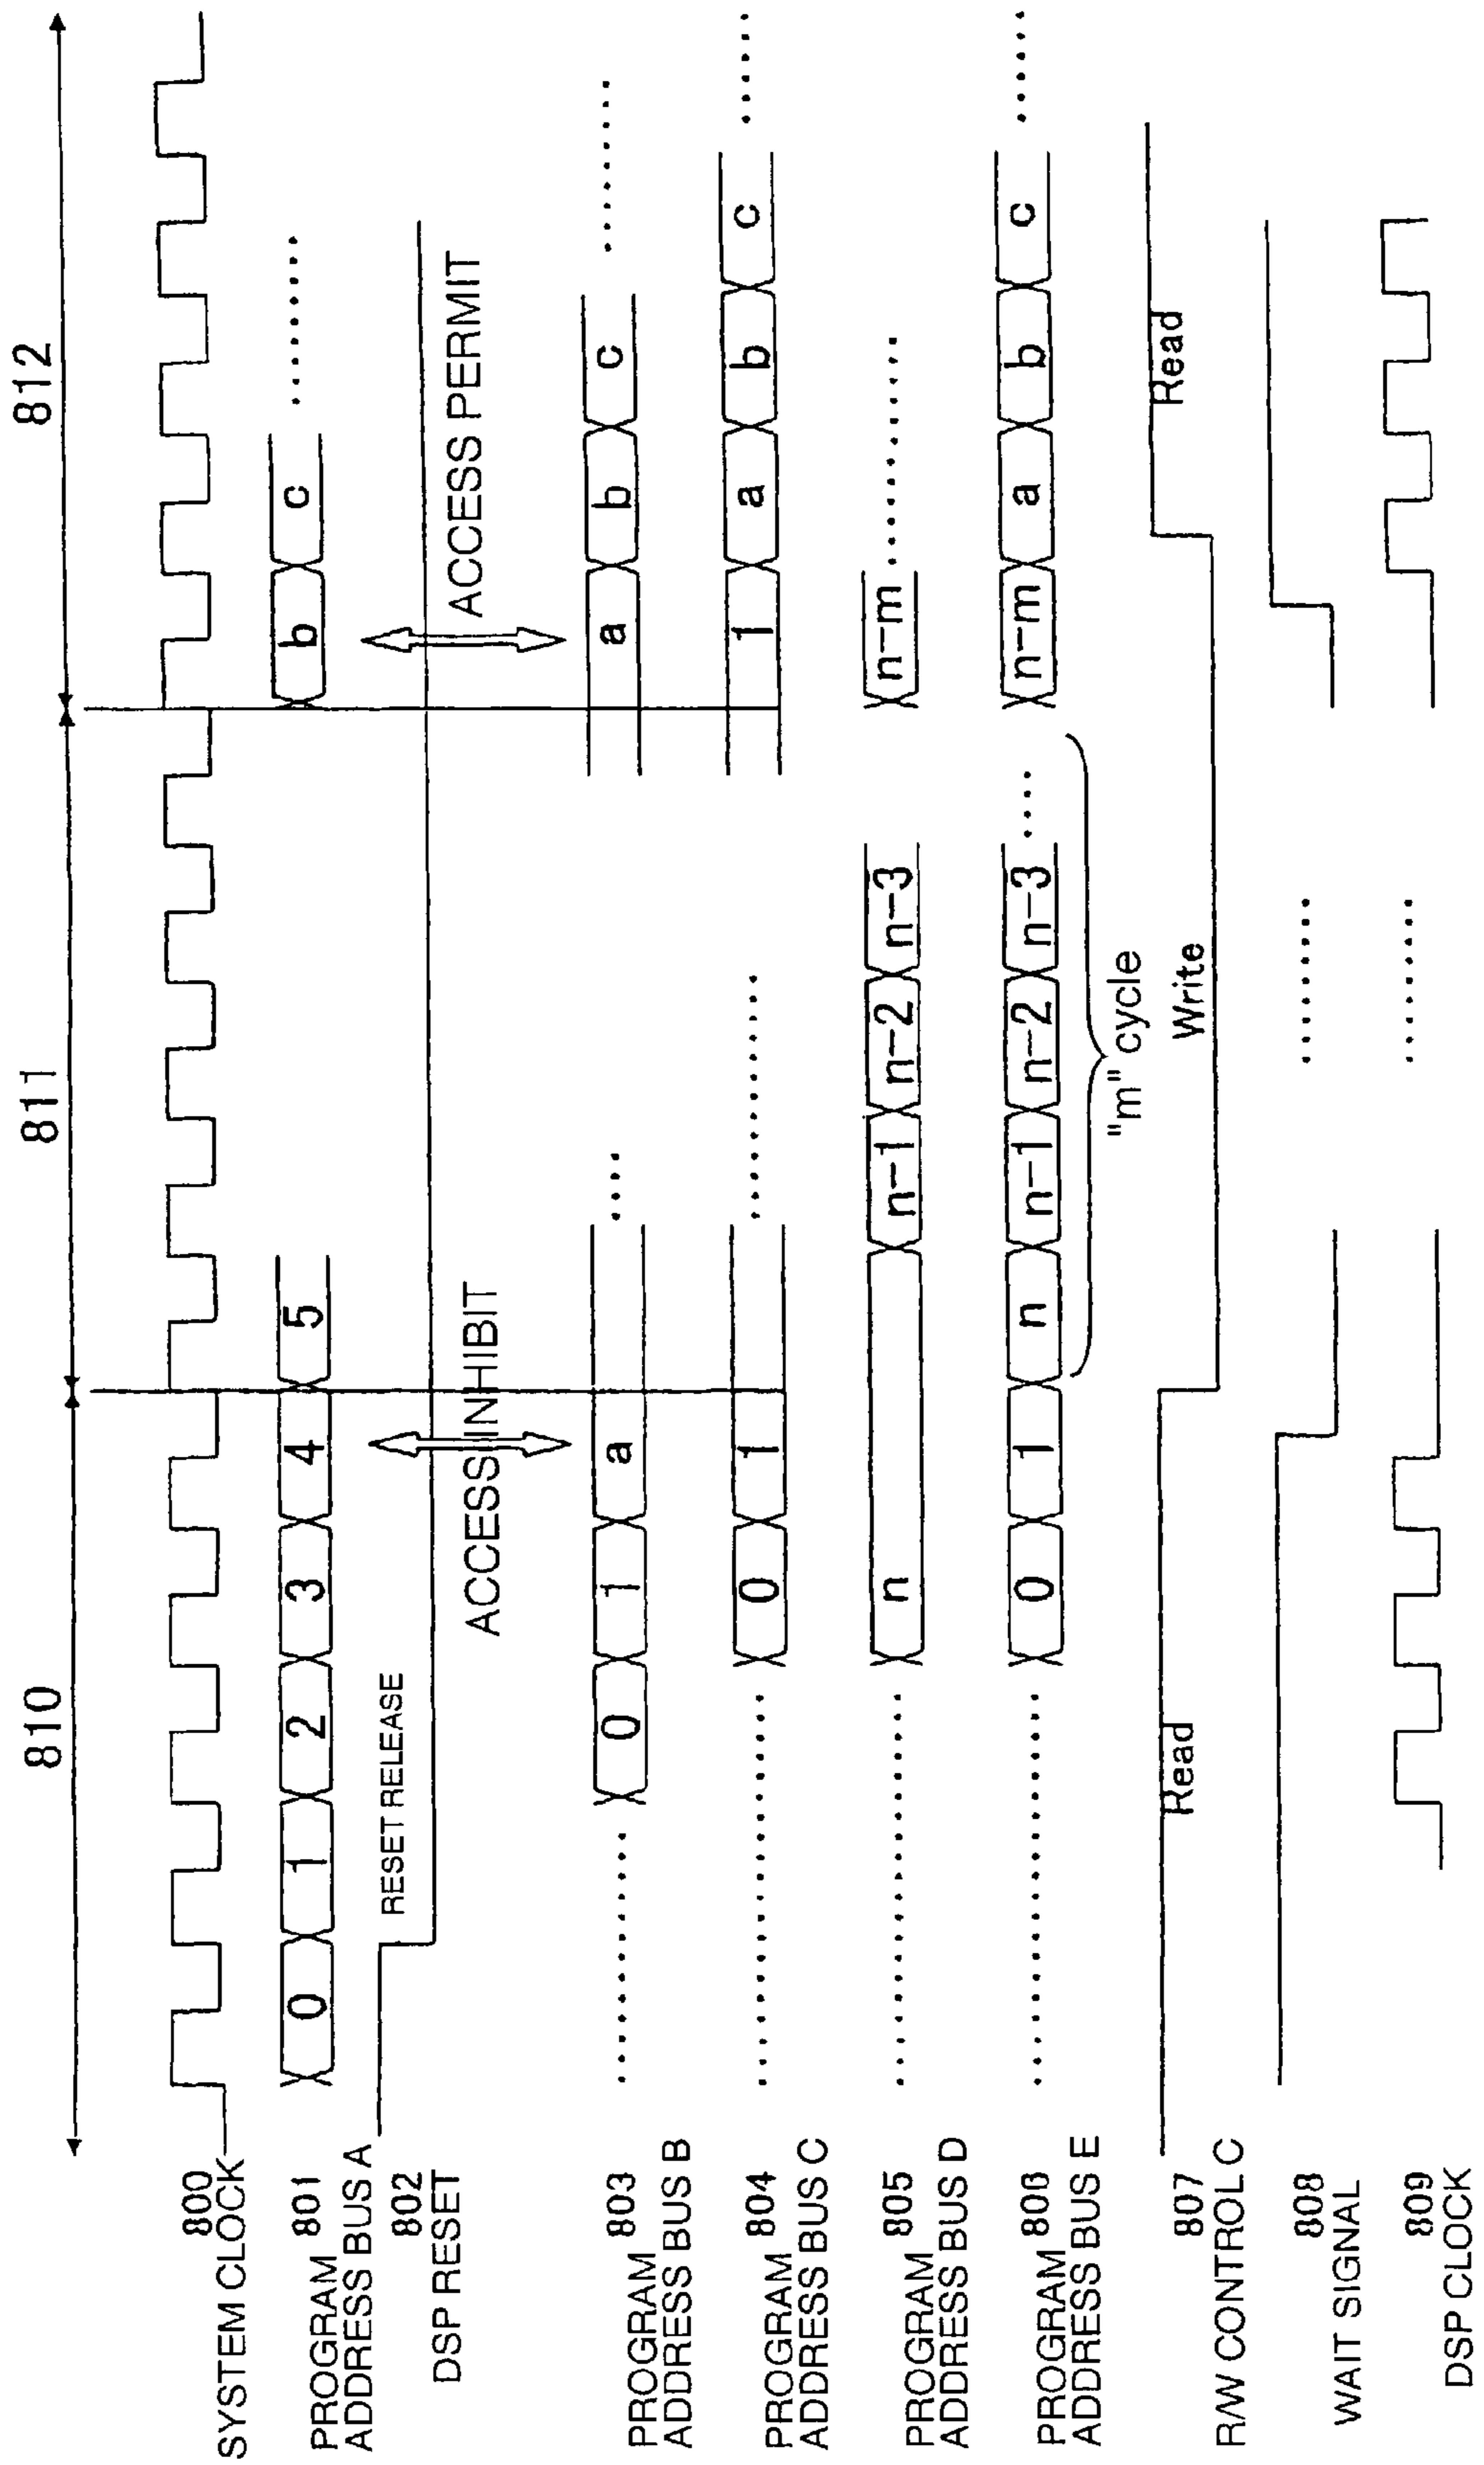 810 811 812
800
SYSTEM CLOCK
801
PROGRAM
ADDRESS BUS A
0 1 2 3 4 5 b c
802
DSP RESET
RESET RELEASE
ACCESS INHIBIT
ACCESS PERMIT
803
PROGRAM
ADDRESS BUS B
0 1 a a b c
804
PROGRAM
ADDRESS BUS C
0 1 1 a b c
805
PROGRAM
ADDRESS BUS D
n n-1 n-2 n-3 n-m
806
PROGRAM
ADDRESS BUS E
0 1 n n-1 n-2 n-3 n-m a b c
"m" cycle
807
R/W CONTROL C
Read Write Read
808
WAIT SIGNAL
809
DSP CLOCK